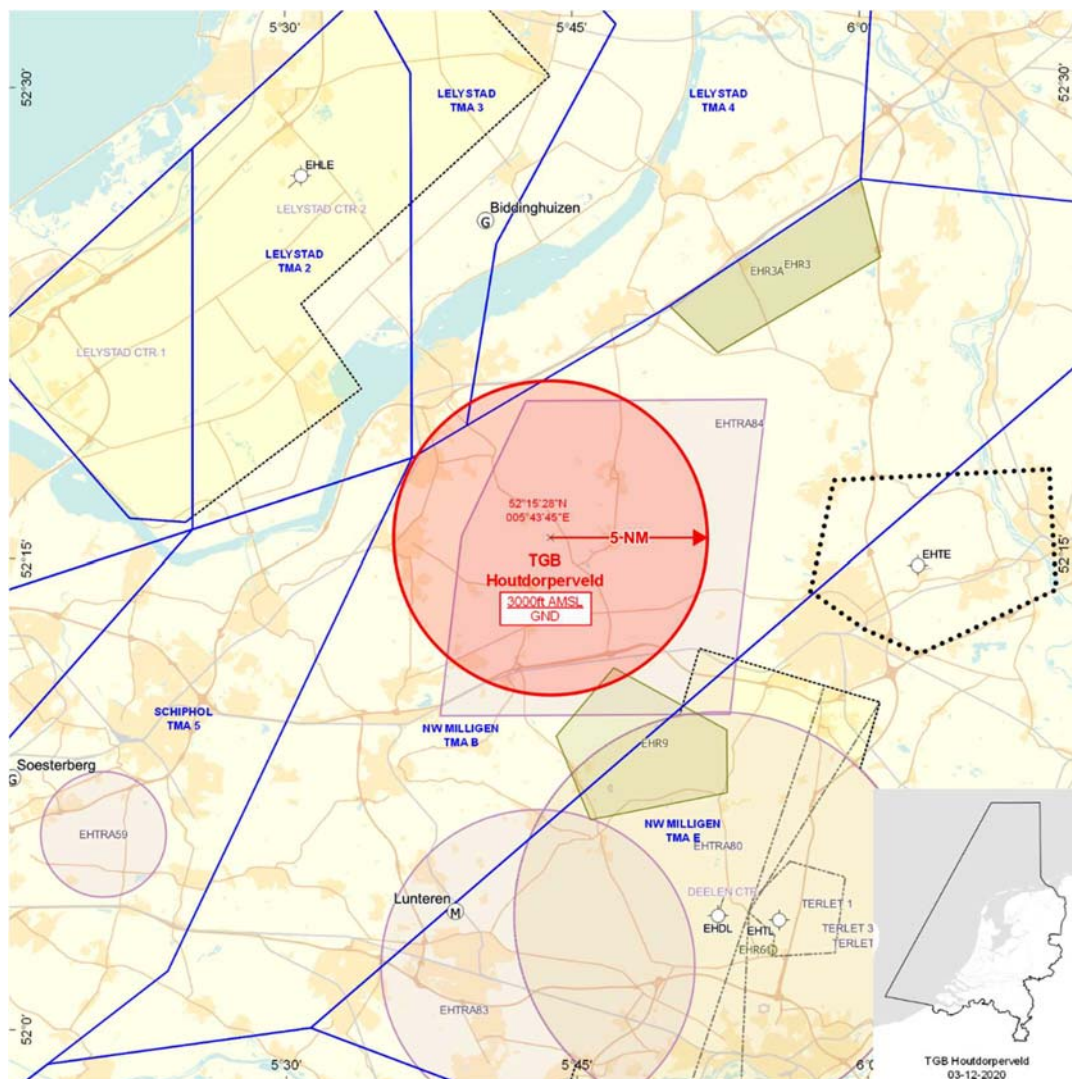 5°30'
5°45'
6°0'
52°30'
52°30'
LELYSTAD
TMA 3
LELYSTAD
TMA 4
EHLE
LELYSTAD CTR 2
Biddinghuizen
G
LELYSTAD
TMA 2
EHR3A
EHR3
LELYSTAD CTR 1
EHTRA84
52°15'28"N
005°43'45"E
5 NM
TGB
Houtdorperveld
3000ft AMSL
GND
EHTE
52°15'
52°15'
SCHIPHOL
TMA 5
NW MILLIGEN
TMA B
EHR9
Soesterberg
G
EHTRA59
NW MILLIGEN
TMA E
EHTRA80
DEELEN CTR
Lunteren
M
TERLET 1
EHDL
EHTL
TERLET 3
TERLET
EHTRA83
52°0'
5°30'
5°45'
TGB Houtdorperveld
03-12-2020